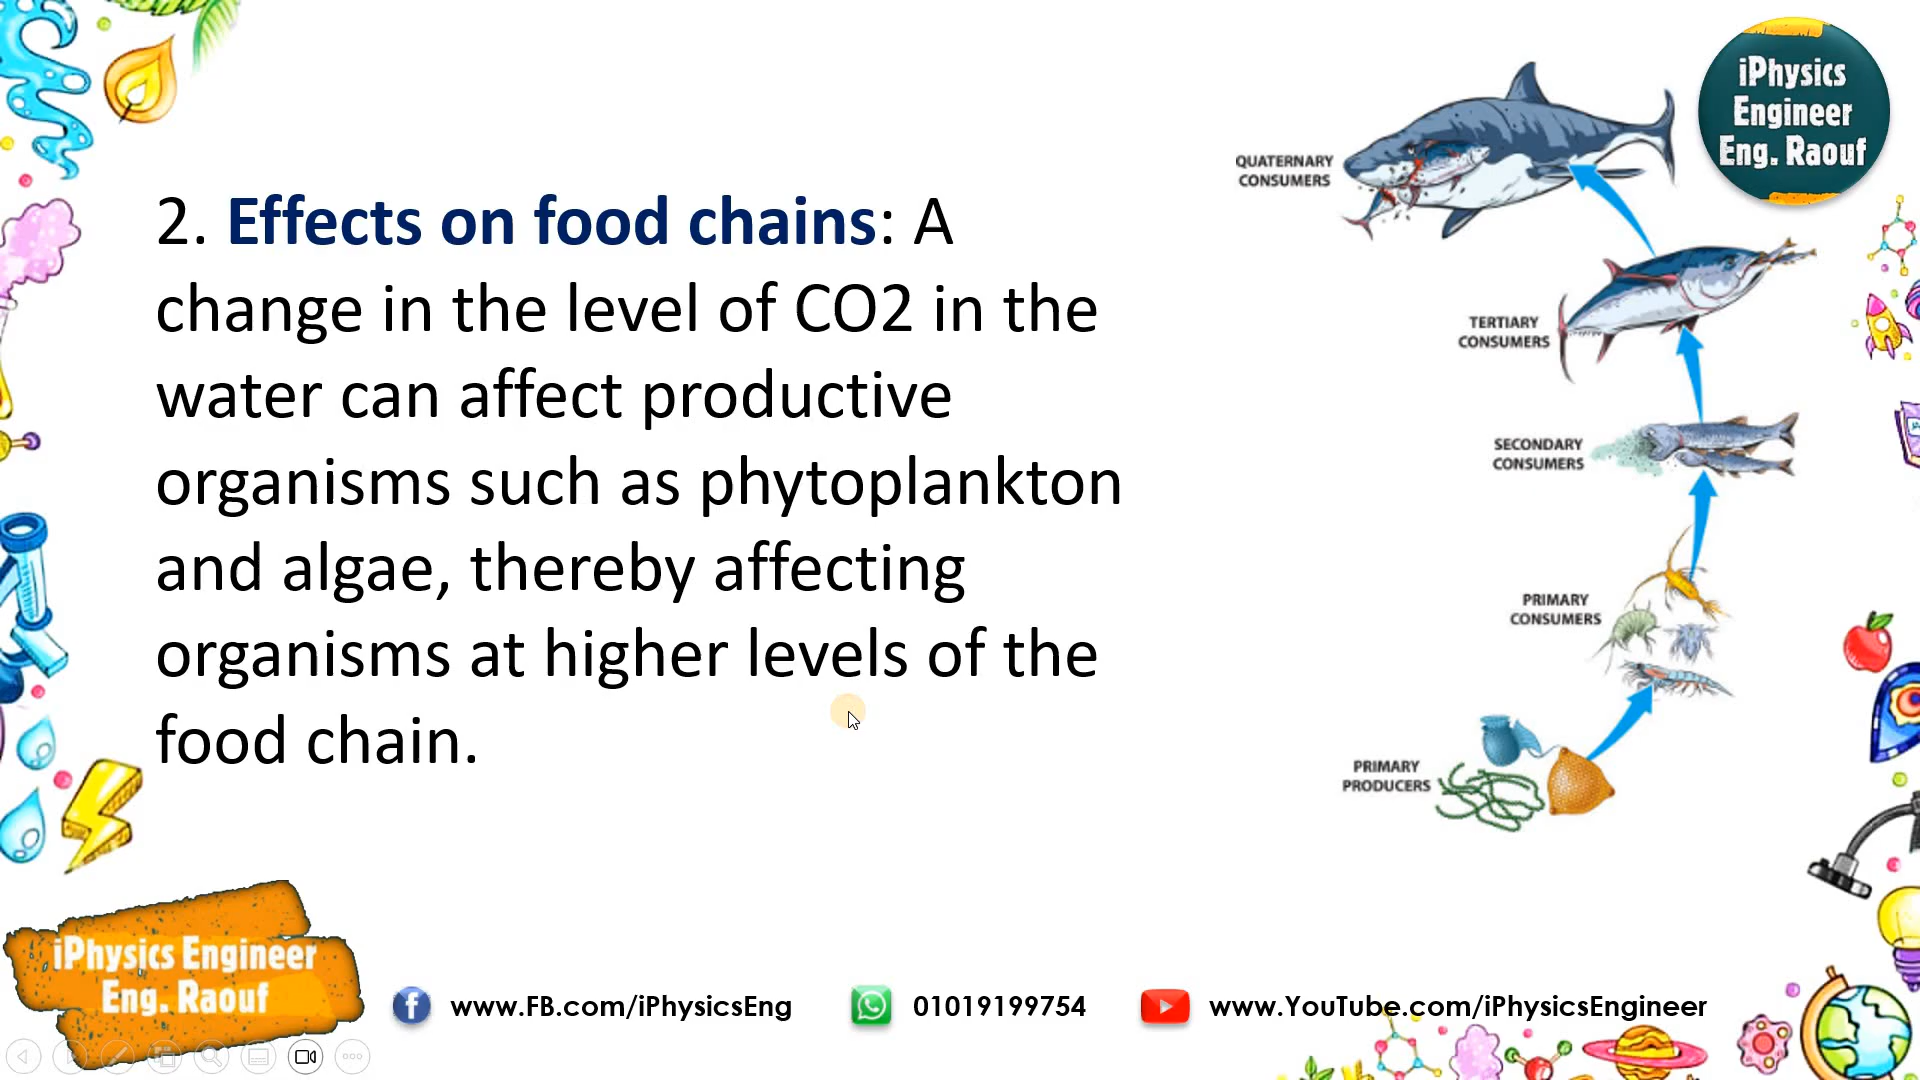 iPhysics
Engineer
Eng. Raouf
QUATERNARY
CONSUMERS
2. Effects on food chains: A
change in the level of CO2 in the
water can affect productive
organisms such as phytoplankton
and algae, thereby affecting
organisms at higher levels of the
food chain.
TERTIARY
CONSUMERS
SECONDARY
CONSUMERS
PRIMARY
CONSUMERS
PRIMARY
PRODUCERS
iPhysics Engineer
Eng. Raouf
www.FB.com/iPhysicsEng
01019199754
www.YouTube.com/iPhysicsEngineer